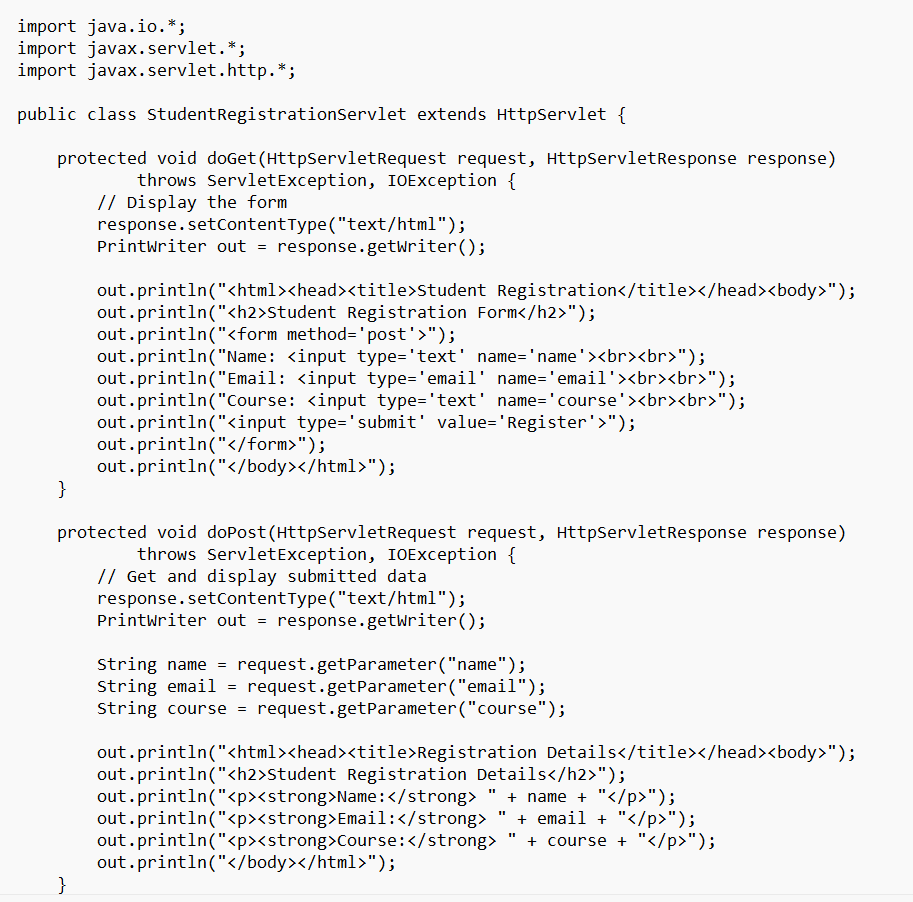 import java.io.*;
import javax.servlet.*;
import javax.servlet.http.*;

public class StudentRegistrationServlet extends HttpServlet {

    protected void doGet(HttpServletRequest request, HttpServletResponse response)
            throws ServletException, IOException {
        // Display the form
        response.setContentType("text/html");
        PrintWriter out = response.getWriter();

        out.println("<html><head><title>Student Registration</title></head><body>");
        out.println("<h2>Student Registration Form</h2>");
        out.println("<form method='post'>");
        out.println("Name: <input type='text' name='name'><br><br>");
        out.println("Email: <input type='email' name='email'><br><br>");
        out.println("Course: <input type='text' name='course'><br><br>");
        out.println("<input type='submit' value='Register'>");
        out.println("</form>");
        out.println("</body></html>");
    }

    protected void doPost(HttpServletRequest request, HttpServletResponse response)
            throws ServletException, IOException {
        // Get and display submitted data
        response.setContentType("text/html");
        PrintWriter out = response.getWriter();

        String name = request.getParameter("name");
        String email = request.getParameter("email");
        String course = request.getParameter("course");

        out.println("<html><head><title>Registration Details</title></head><body>");
        out.println("<h2>Student Registration Details</h2>");
        out.println("<p><strong>Name:</strong> " + name + "</p>");
        out.println("<p><strong>Email:</strong> " + email + "</p>");
        out.println("<p><strong>Course:</strong> " + course + "</p>");
        out.println("</body></html>");
    }